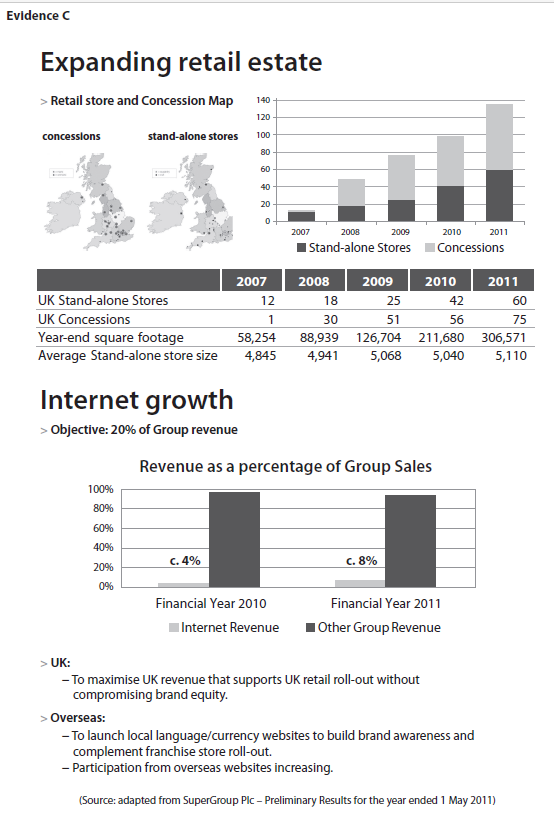 Evidence C
Expanding retail estate
> Retail store and Concession Map
concessions
stand-alone stores
140
120
100
80
60
40
20
0
2007 2008 2009 2010 2011
Stand-alone Stores Concessions
2007 2008 2009 2010 2011
UK Stand-alone Stores 12 18 25 42 60
UK Concessions 1 30 51 56 75
Year-end square footage 58,254 88,939 126,704 211,680 306,571
Average Stand-alone store size 4,845 4,941 5,068 5,040 5,110
Internet growth
> Objective: 20% of Group revenue
Revenue as a percentage of Group Sales
100%
80%
60%
40%
20%
0%
c. 4%
c. 8%
Financial Year 2010 Financial Year 2011
Internet Revenue Other Group Revenue
> UK:
– To maximise UK revenue that supports UK retail roll-out without
compromising brand equity.
> Overseas:
– To launch local language/currency websites to build brand awareness and
complement franchise store roll-out.
– Participation from overseas websites increasing.
(Source: adapted from SuperGroup Plc – Preliminary Results for the year ended 1 May 2011)